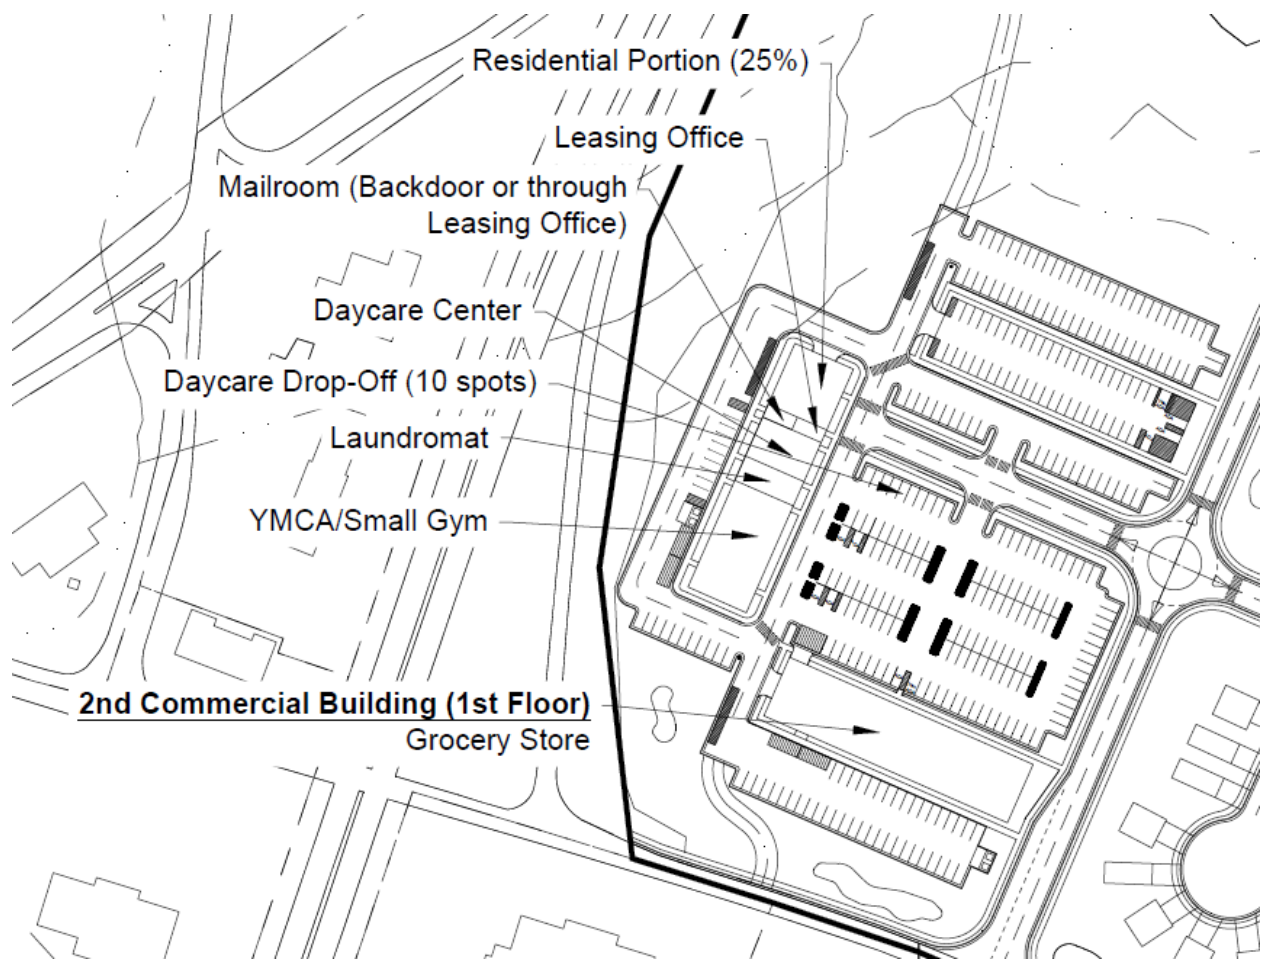 Residential Portion (25%)
Leasing Office
Mailroom (Backdoor or through
Leasing Office)
Daycare Center
Daycare Drop-Off (10 spots)
Laundromat
YMCA/Small Gym
2nd Commercial Building (1st Floor)
Grocery Store